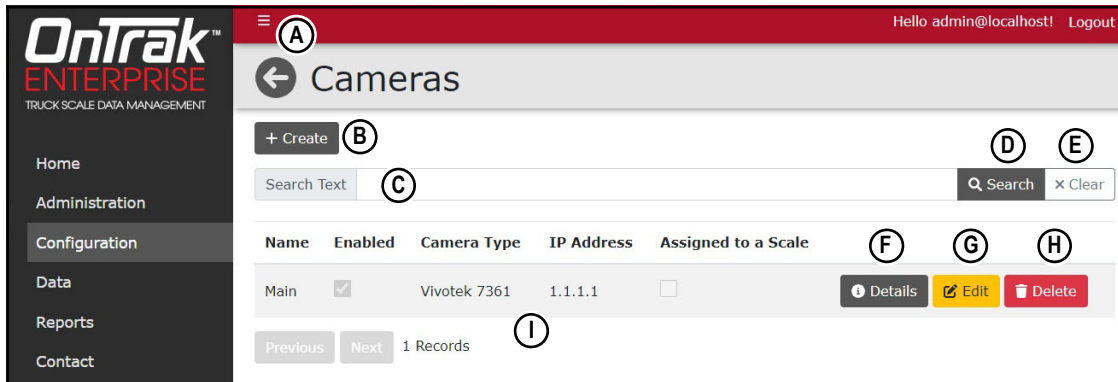 OnTrak™
ENTERPRISE
TRUCK SCALE DATA MANAGEMENT
Home
Administration
Configuration
Data
Reports
Contact
A
Hello admin@localhost! Logout
Cameras
+ Create B
D E
Search Text C Search × Clear
Name Enabled Camera Type IP Address Assigned to a Scale
F G H
Main Vivotek 7361 1.1.1.1 Details Edit Delete
I
Previous Next 1 Records